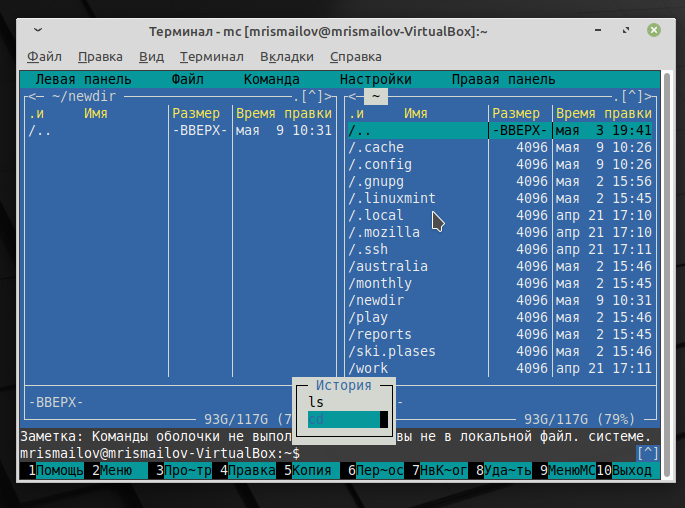 Терминал - mc [mrismailov@mrismailov-VirtualBox]:~
Файл Правка Вид Терминал Вкладки Справка
Левая панель Файл Команда Настройки Правая панель
<— ~/newdir .[^]> <— ~ .[^]>
.и Имя Размер Время правки .и Имя Размер Время правки
/.. -ВВЕРХ- мая 9 10:31 /.. -ВВЕРХ- мая 3 19:41
/.cache 4096 мая 9 10:26
/.config 4096 мая 9 10:26
/.gnupg 4096 мая 2 15:56
/.linuxmint 4096 мая 2 15:45
/.local 4096 апр 21 17:10
/.mozilla 4096 апр 21 17:10
/.ssh 4096 апр 21 17:11
/australia 4096 мая 2 15:46
/monthly 4096 мая 2 15:45
/newdir 4096 мая 9 10:31
/play 4096 мая 2 15:46
/reports 4096 мая 2 15:45
/ski.plases 4096 мая 2 15:46
/work 4096 апр 21 17:11
История
ls
cd
-ВВЕРХ- -
93G/117G (7 93G/117G (79%)
Заметка: Команды оболочки не выпол вы не в локальной файл. системе.
mrismailov@mrismailov-VirtualBox:~$ [^]
1Помощь 2Меню 3Про~тр 4Правка 5Копия 6Пер~ос 7НвК~ог 8Уда~ть 9МенюМС 10Выход